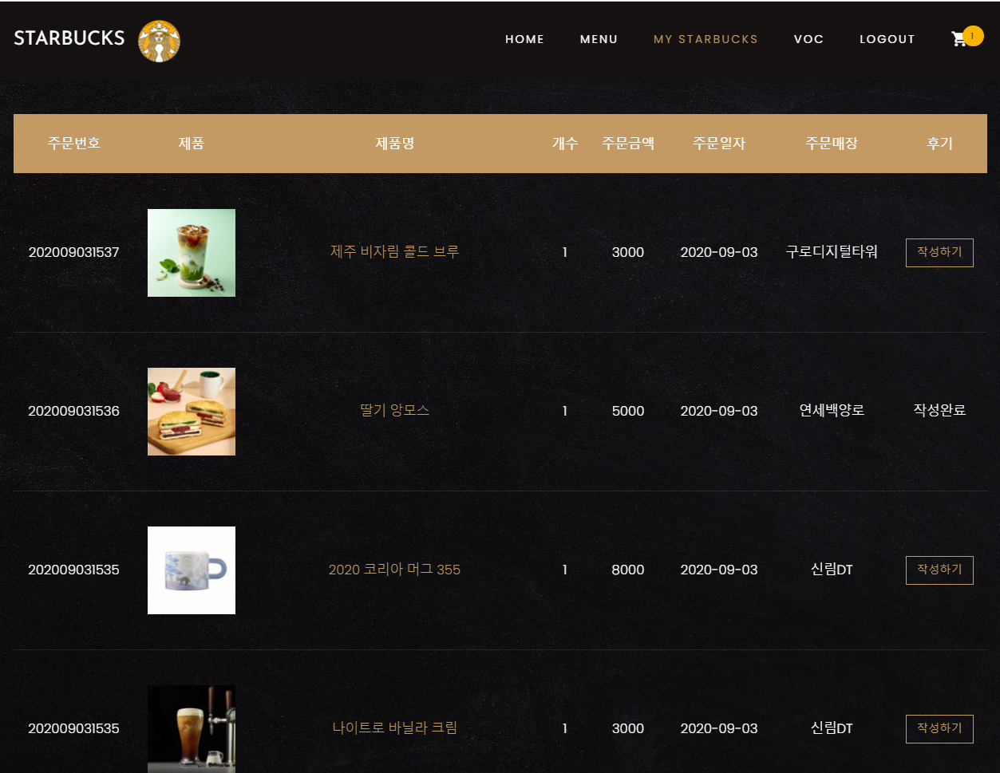 STARBUCKS HOME MENU MY STARBUCKS VOC LOGOUT 1
주문번호 제품 제품명 개수 주문금액 주문일자 주문매장 후기
202009031537 제주 비자림 콜드 브루 1 3000 2020-09-03 구로디지털타워 작성하기
202009031536 딸기 앙모스 1 5000 2020-09-03 연세백양로 작성완료
202009031535 2020 코리아 머그 355 1 8000 2020-09-03 신림DT 작성하기
202009031535 나이트로 바닐라 크림 1 3000 2020-09-03 신림DT 작성하기